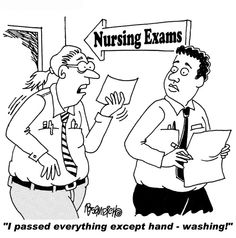 Nursing Exams
"I passed everything except hand - washing!"